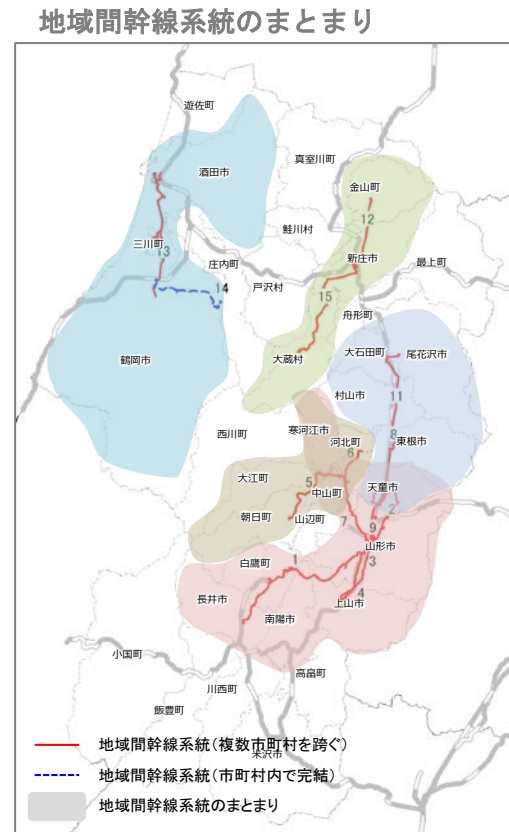 地域間幹線系統のまとまり
遊佐町
酒田市
真室川町
金山町
12
三川町
13
鮭川村
新庄市
庄内町
最上町
14
戸沢村
15
舟形町
大石田町
尾花沢市
鶴岡市
大蔵村
村山市
11
西川町
寒河江市
河北町
8
東根市
6
大江町
5
中山町
天童市
2
朝日町
山辺町
7
9
山形市
白鷹町
1
3
長井市
4
上山市
南陽市
小国町
高畠町
川西町
飯豊町
地域間幹線系統(複数市町村を跨ぐ)
米沢市
地域間幹線系統(市町村内で完結)
地域間幹線系統のまとまり